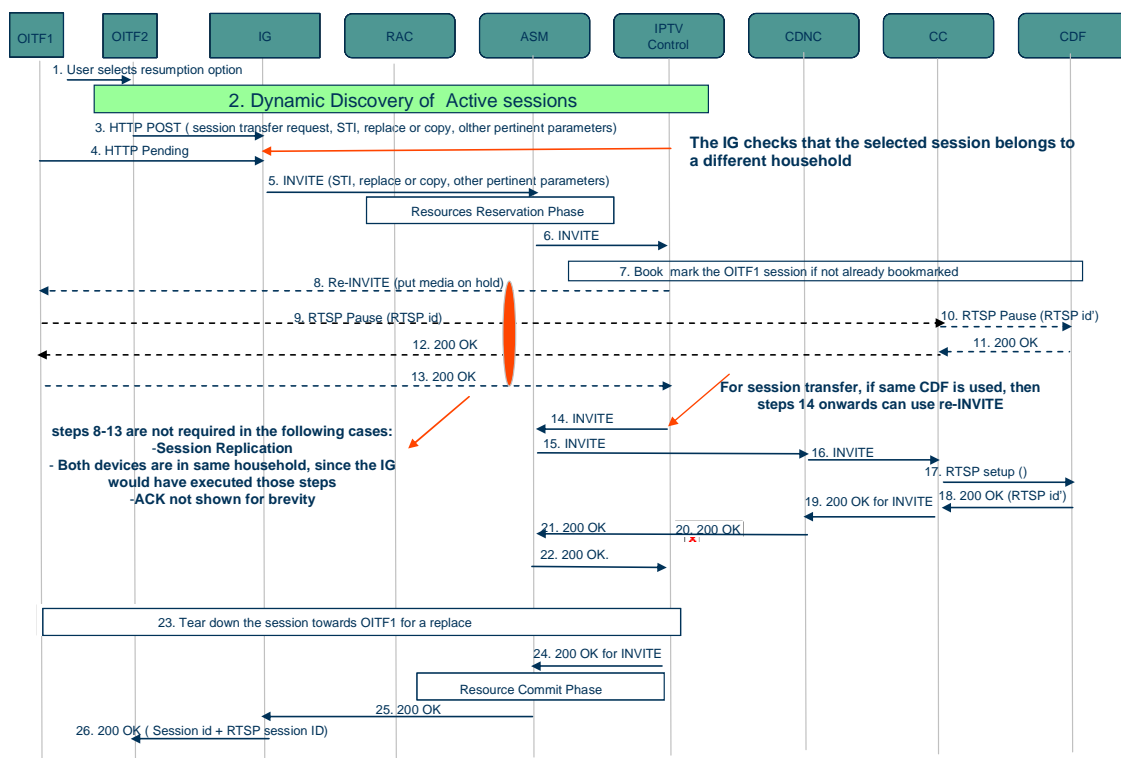 OITF1
OITF2
IG
RAC
ASM
IPTV
Control
CDNC
CC
CDF
1. User selects resumption option
2. Dynamic Discovery of Active sessions
3. HTTP POST ( session transfer request, STI, replace or copy, olther pertinent parameters)
4. HTTP Pending
The IG checks that the selected session belongs to
a different household
5. INVITE (STI, replace or copy, other pertinent parameters)
Resources Reservation Phase
6. INVITE
7. Book mark the OITF1 session if not already bookmarked
8. Re-INVITE (put media on hold)
9. RTSP Pause (RTSP id)
10. RTSP Pause (RTSP id')
11. 200 OK
12. 200 OK
13. 200 OK
For session transfer, if same CDF is used, then
steps 14 onwards can use re-INVITE
14. INVITE
steps 8-13 are not required in the following cases:
-Session Replication
- Both devices are in same household, since the IG
would have executed those steps
-ACK not shown for brevity
15. INVITE
16. INVITE
17. RTSP setup ()
18. 200 OK (RTSP id')
19. 200 OK for INVITE
20. 200 OK
x
21. 200 OK
22. 200 OK.
23. Tear down the session towards OITF1 for a replace
24. 200 OK for INVITE
Resource Commit Phase
25. 200 OK
26. 200 OK ( Session id + RTSP session ID)